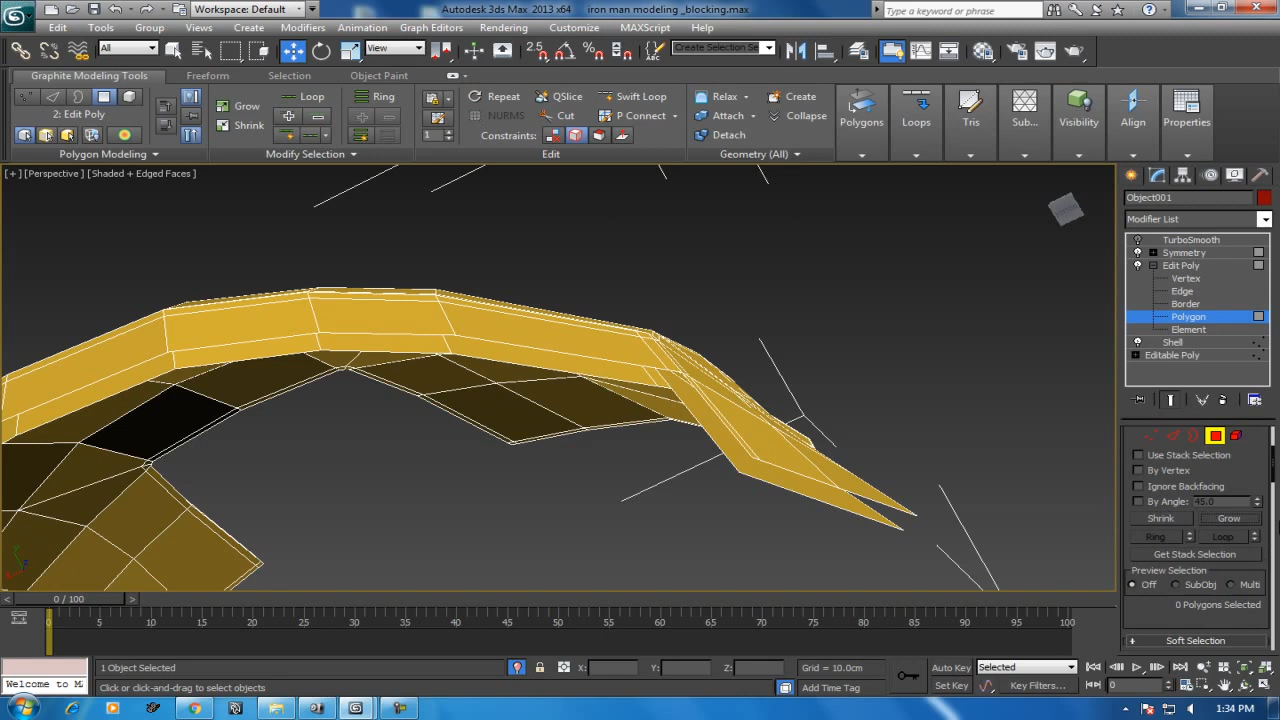 Workspace: Default
Autodesk 3ds Max 2013 x64
iron man modeling _blocking.max
Type a keyword or phrase
Edit
Tools
Group
Views
Create
Modifiers
Animation
Graph Editors
Rendering
Customize
MAXScript
Help
All
View
2.5
Create Selection Se
Graphite Modeling Tools
Freeform
Selection
Object Paint
2: Edit Poly
Polygon Modeling
Grow
Shrink
Loop
Ring
Modify Selection
1
Repeat
QSlice
Swift Loop
NURMS
Cut
P Connect
Constraints:
Edit
Relax
Create
Attach
Collapse
Detach
Geometry (All)
Polygons
Loops
Tris
Sub...
Visibility
Align
Properties
[ + ] [Perspective ] [Shaded + Edged Faces ]
Object001
Modifier List
TurboSmooth
Symmetry
Edit Poly
Vertex
Edge
Border
Polygon
Element
Shell
Editable Poly
Use Stack Selection
By Vertex
Ignore Backfacing
By Angle: 45.0
Shrink
Grow
Ring
Loop
Get Stack Selection
Preview Selection
Off
SubObj
Multi
0 Polygons Selected
Soft Selection
0 / 100
0 5 10 15 20 25 30 35 40 45 50 55 60 65 70 75 80 85 90 95 100
1 Object Selected
X:
Y:
Z:
Grid = 10.0cm
Auto Key
Selected
Welcome to M
Click or click-and-drag to select objects
Add Time Tag
Set Key
Key Filters...
0
1:34 PM